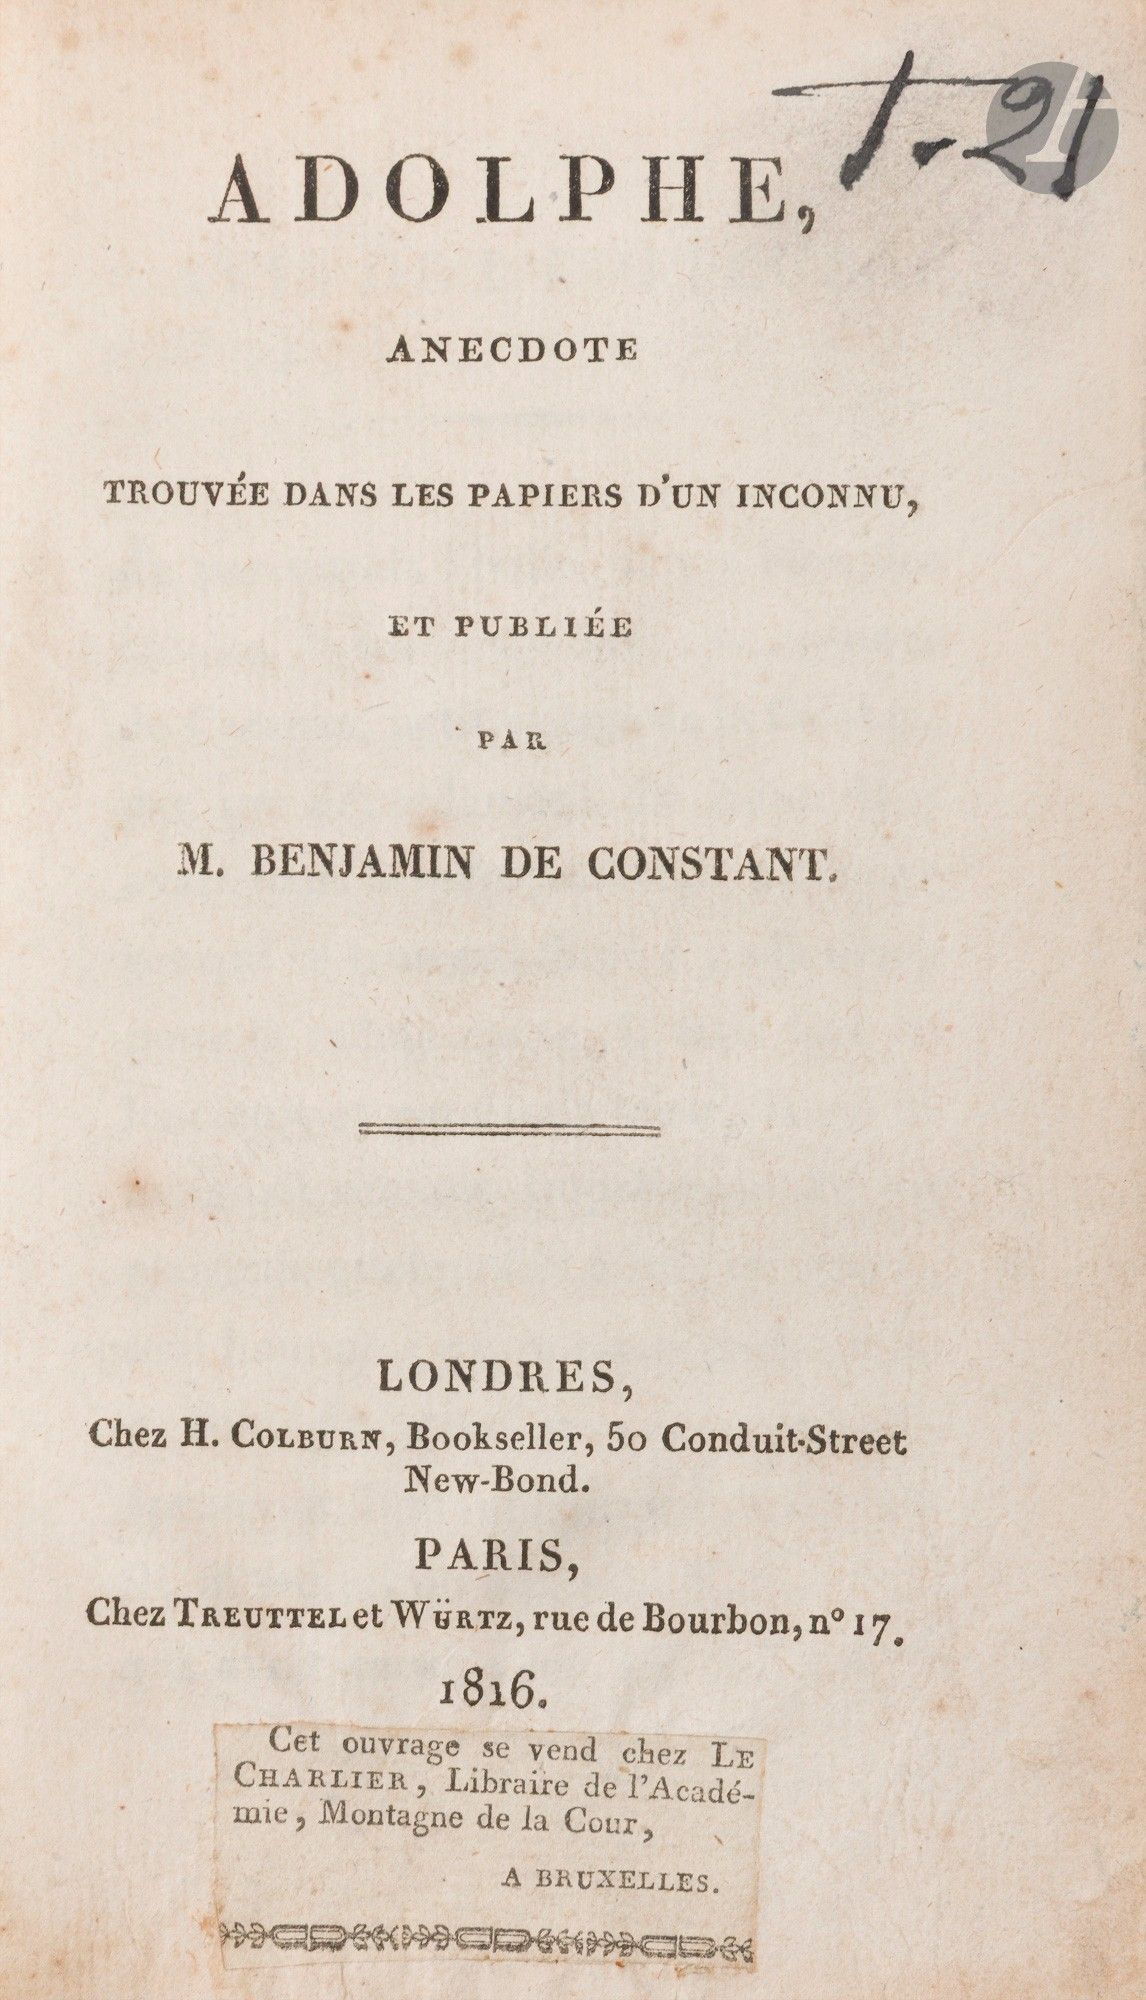 T-21
ADOLPHE,
ANECDOTE
TROUVÉE DANS LES PAPIERS D'UN INCONNU,
ET PUBLIÉE
PAR
M. BENJAMIN DE CONSTANT.
LONDRES,
Chez H. COLBURN, Bookseller, 50 Conduit-Street
New-Bond.
PARIS,
Chez TREUTTEL et WÜRTZ, rue de Bourbon, nº 17.
1816.
Cet ouvrage se vend chez LE
CHARLIER, Libraire de l'Acadé-
mie, Montagne de la Cour,
A BRUXELLES.